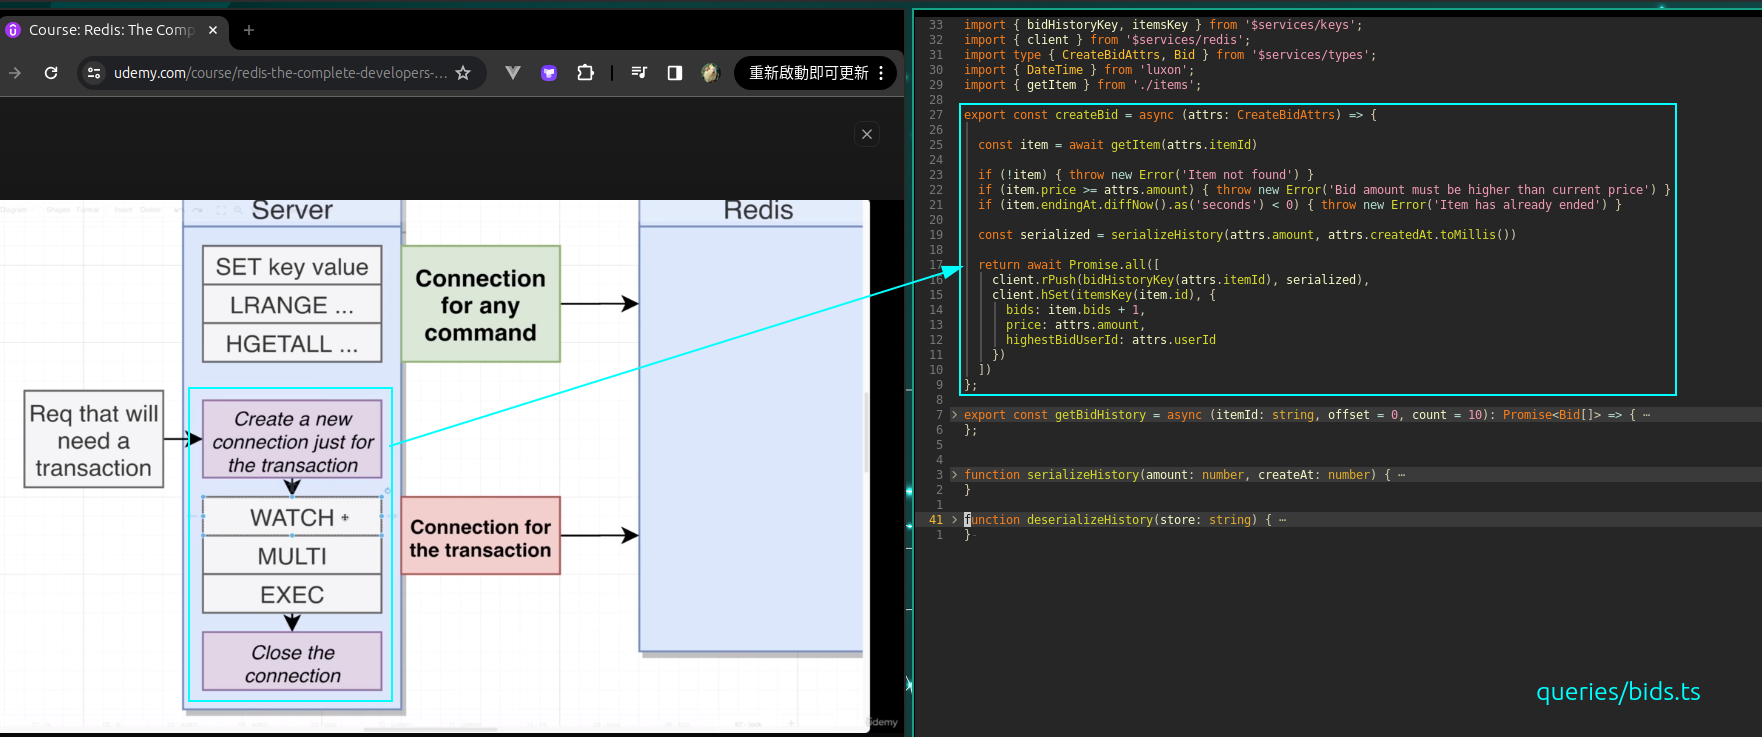 Course: Redis: The Comp
udemy.com/course/redis-the-complete-developers-...
重新啟動即可更新
Server
Redis
SET key value
LRANGE ...
HGETALL ...
Connection
for any
command
Req that will
need a
transaction
Create a new
connection just for
the transaction
WATCH
MULTI
EXEC
Connection for
the transaction
Close the
connection
udemy
33 import { bidHistoryKey, itemsKey } from '$services/keys';
32 import { client } from '$services/redis';
31 import type { CreateBidAttrs, Bid } from '$services/types';
30 import { DateTime } from 'luxon';
29 import { getItem } from './items';
28
27 export const createBid = async (attrs: CreateBidAttrs) => {
26
25 const item = await getItem(attrs.itemId)
24
23 if (!item) { throw new Error('Item not found') }
22 if (item.price >= attrs.amount) { throw new Error('Bid amount must be higher than current price') }
21 if (item.endingAt.diffNow().as('seconds') < 0) { throw new Error('Item has already ended') }
20
19 const serialized = serializeHistory(attrs.amount, attrs.createdAt.toMillis())
18
17 return await Promise.all([
16 client.rPush(bidHistoryKey(attrs.itemId), serialized),
15 client.hSet(itemsKey(item.id), {
14 bids: item.bids + 1,
13 price: attrs.amount,
12 highestBidUserId: attrs.userId
11 })
10 ])
9 };
8
7 > export const getBidHistory = async (itemId: string, offset = 0, count = 10): Promise<Bid[]> => { ⋯
6 };
5
4
3 > function serializeHistory(amount: number, createAt: number) { ⋯
2 }
1
41 > function deserializeHistory(store: string) { ⋯
1 }
queries/bids.ts